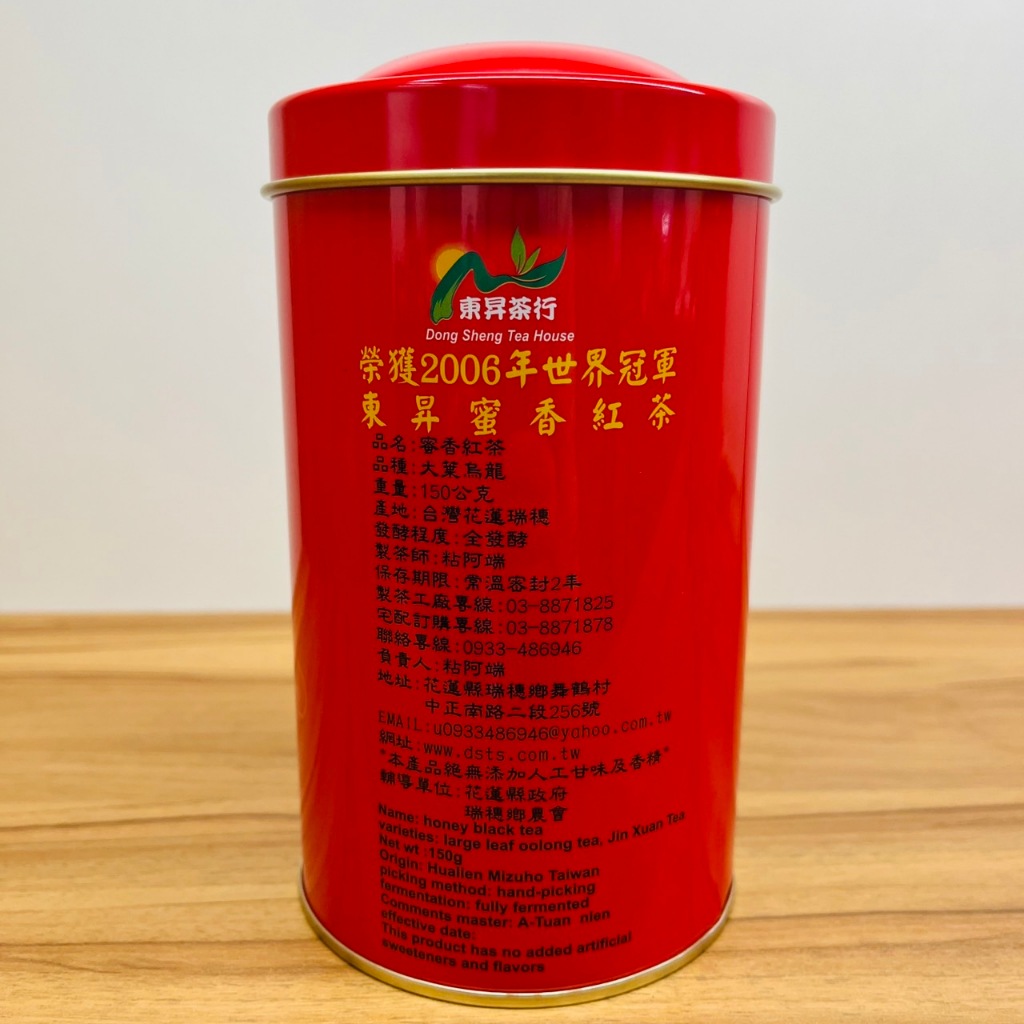 東昇茶行
Dong Sheng Tea House
榮獲2006年世界冠軍
東昇蜜香紅茶
品名:蜜香紅茶
品種:大葉烏龍
重量:150公克
產地:台灣花蓮瑞穗
發酵程度:全發酵
製茶師:粘阿端
保存期限:常溫密封2年
製茶工廠專線:03-8871825
宅配訂購專線:03-8871878
聯絡專線:0933-486946
負責人:粘阿端
地址:花蓮縣瑞穗鄉舞鶴村
中正南路二段256號
EMAIL:u0933486946@yahoo.com.tw
網址:www.dsts.com.tw
*本產品絕無添加人工甘味及香精*
輔導單位:花蓮縣政府
瑞穗鄉農會
Name: honey black tea
varieties: large leaf oolong tea, Jin Xuan Tea
Net wt :150g
Origin: Hualien Mizuho Taiwan
picking method: hand-picking
fermentation: fully fermented
Comments master: A-Tuan nien
effective date:
This product has no added artificial
sweeteners and flavors